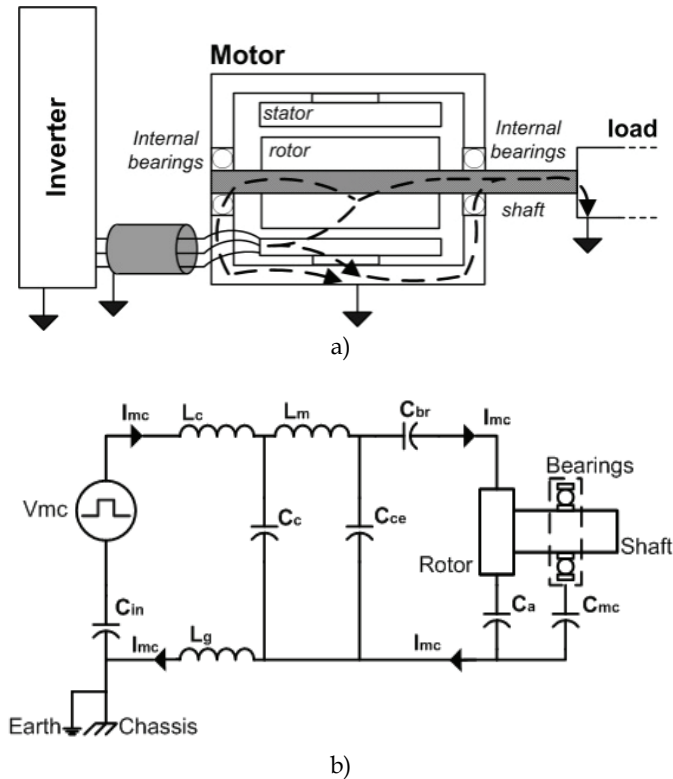 Motor
Inverter
stator
Internal
bearings
rotor
Internal
bearings
load
shaft
a)
Imc
Lc
Lm
Cbr
Imc
Bearings
Vmc
Cc
Cce
Shaft
Rotor
Cin
Ca
Cmc
Imc
Lg
Imc
Earth
Chassis
b)